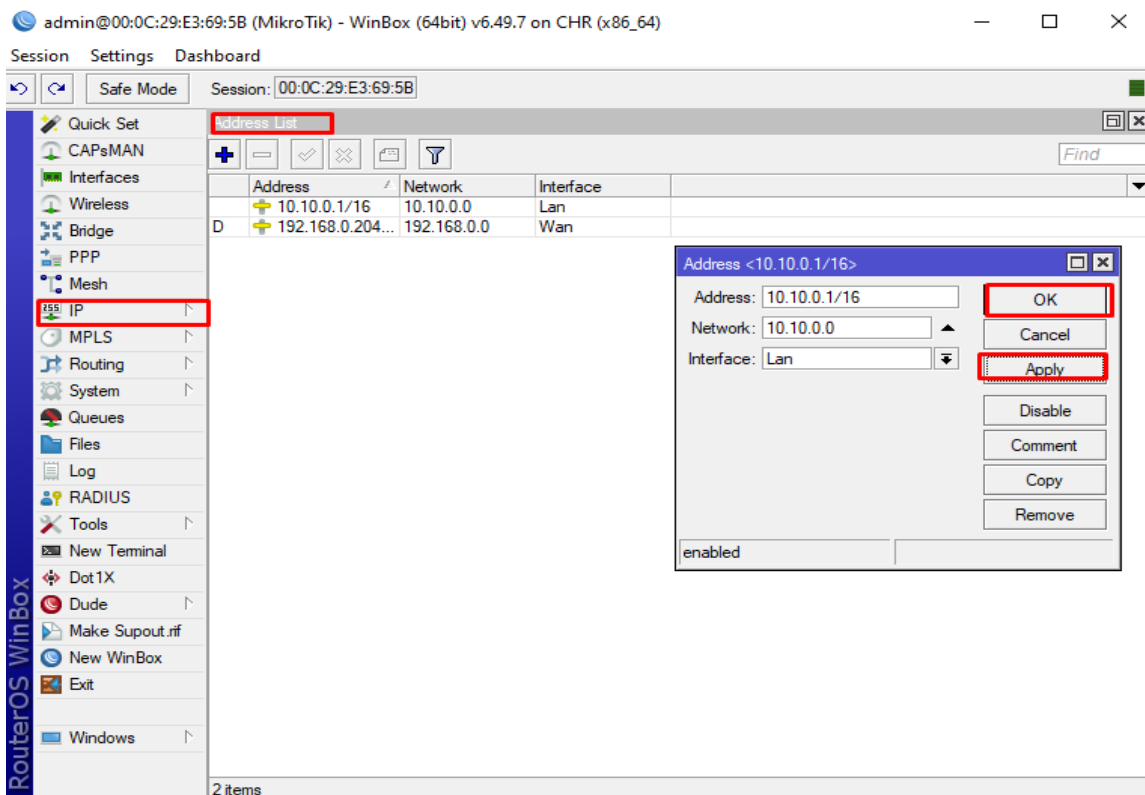 admin@00:0C:29:E3:69:5B (MikroTik) - WinBox (64bit) v6.49.7 on CHR (x86_64)
Session Settings Dashboard
Safe Mode Session: 00:0C:29:E3:69:5B
Quick Set
CAPsMAN
Interfaces
Wireless
Bridge
PPP
Mesh
255 IP
MPLS
Routing
System
Queues
Files
Log
RADIUS
Tools
New Terminal
Dot1X
Dude
Make Supout.rif
New WinBox
Exit
Windows
RouterOS WinBox
Address List
Find
Address Network Interface
10.10.0.1/16 10.10.0.0 Lan
D 192.168.0.204... 192.168.0.0 Wan
2 items
Address <10.10.0.1/16>
Address: 10.10.0.1/16
Network: 10.10.0.0
Interface: Lan
OK
Cancel
Apply
Disable
Comment
Copy
Remove
enabled